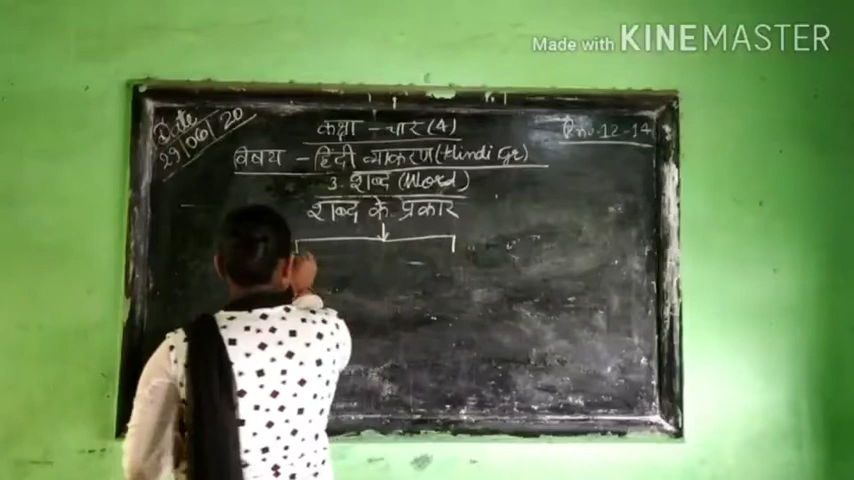 Made with KINEMASTER
Date
29/06/20
कक्षा - चार (4)
P.no. 12-14
विषय - हिंदी व्याकरण (Hindi Gr)
3. शब्द (Word)
शब्द के प्रकार